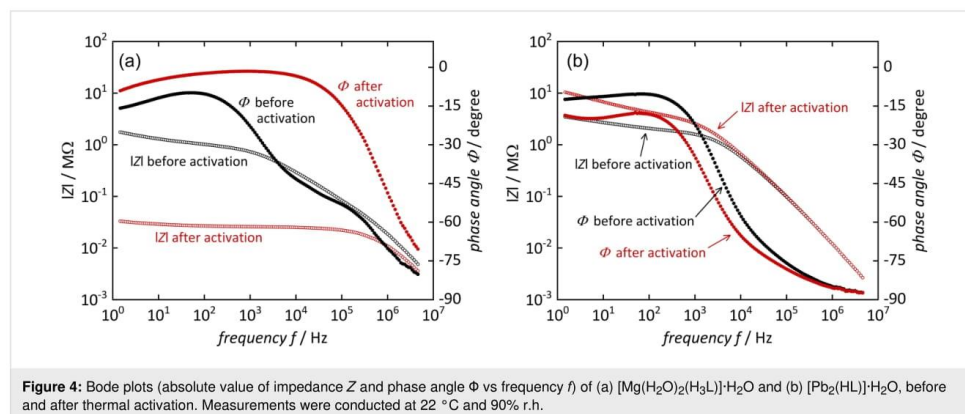 (a)
10² 10¹ 10⁰ 10⁻¹ 10⁻² 10⁻³
|Z| / MΩ
Φ after
activation
Φ before
activation
|Z| before activation
|Z| after activation
0 -15 -30 -45 -60 -75 -90
phase angle Φ / degree
10⁰ 10¹ 10² 10³ 10⁴ 10⁵ 10⁶ 10⁷
frequency f / Hz
(b)
10² 10¹ 10⁰ 10⁻¹ 10⁻² 10⁻³
|Z| / MΩ
|Z| after activation
|Z| before activation
Φ before activation
Φ after activation
0 -15 -30 -45 -60 -75 -90
phase angle Φ / degree
10⁰ 10¹ 10² 10³ 10⁴ 10⁵ 10⁶ 10⁷
frequency f / Hz
Figure 4: Bode plots (absolute value of impedance Z and phase angle Φ vs frequency f) of (a) [Mg(H₂O)₂(H₃L)]·H₂O and (b) [Pb₂(HL)]·H₂O, before
and after thermal activation. Measurements were conducted at 22 °C and 90% r.h.